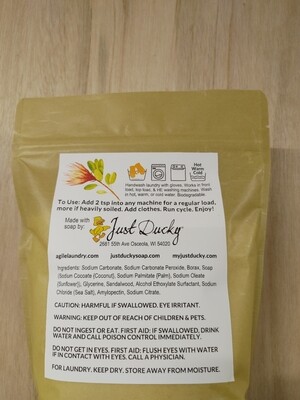 Handwash laundry with gloves. Works in front
load, top load, & HE washing machines. Wash
in hot, warm, or cold water. Biodegradable.
Hot
Warm
Cold
To Use: Add 2 tsp into any machine for a regular load,
more if heavily soiled. Add clothes. Run cycle. Enjoy!
Made with
soap by:
Just Ducky
2681 55th Ave Osceola, WI 54020
agilelaundry.com justduckysoap.com myjustducky.com
Ingredients: Sodium Carbonate, Sodium Carbonate Peroxide, Borax, Soap
(Sodium Cocoate (Coconut), Sodium Palmitate (Palm), Sodium Oleate
(Sunflower)), Glycerine, Sandalwood, Alcohol Ethoxylate Surfactant, Sodium
Chloride (Sea Salt), Amylopectin, Sodium Citrate.
CAUTION: HARMFUL IF SWALLOWED. EYE IRRITANT.
WARNING: KEEP OUT OF REACH OF CHILDREN & PETS.
DO NOT INGEST OR EAT. FIRST AID: IF SWALLOWED, DRINK
WATER AND CALL POISON CONTROL IMMEDIATELY.
DO NOT GET IN EYES. FIRST AID: FLUSH EYES WITH WATER
IF IN CONTACT WITH EYES. CALL A PHYSICIAN.
FOR LAUNDRY. KEEP DRY. STORE AWAY FROM MOISTURE.